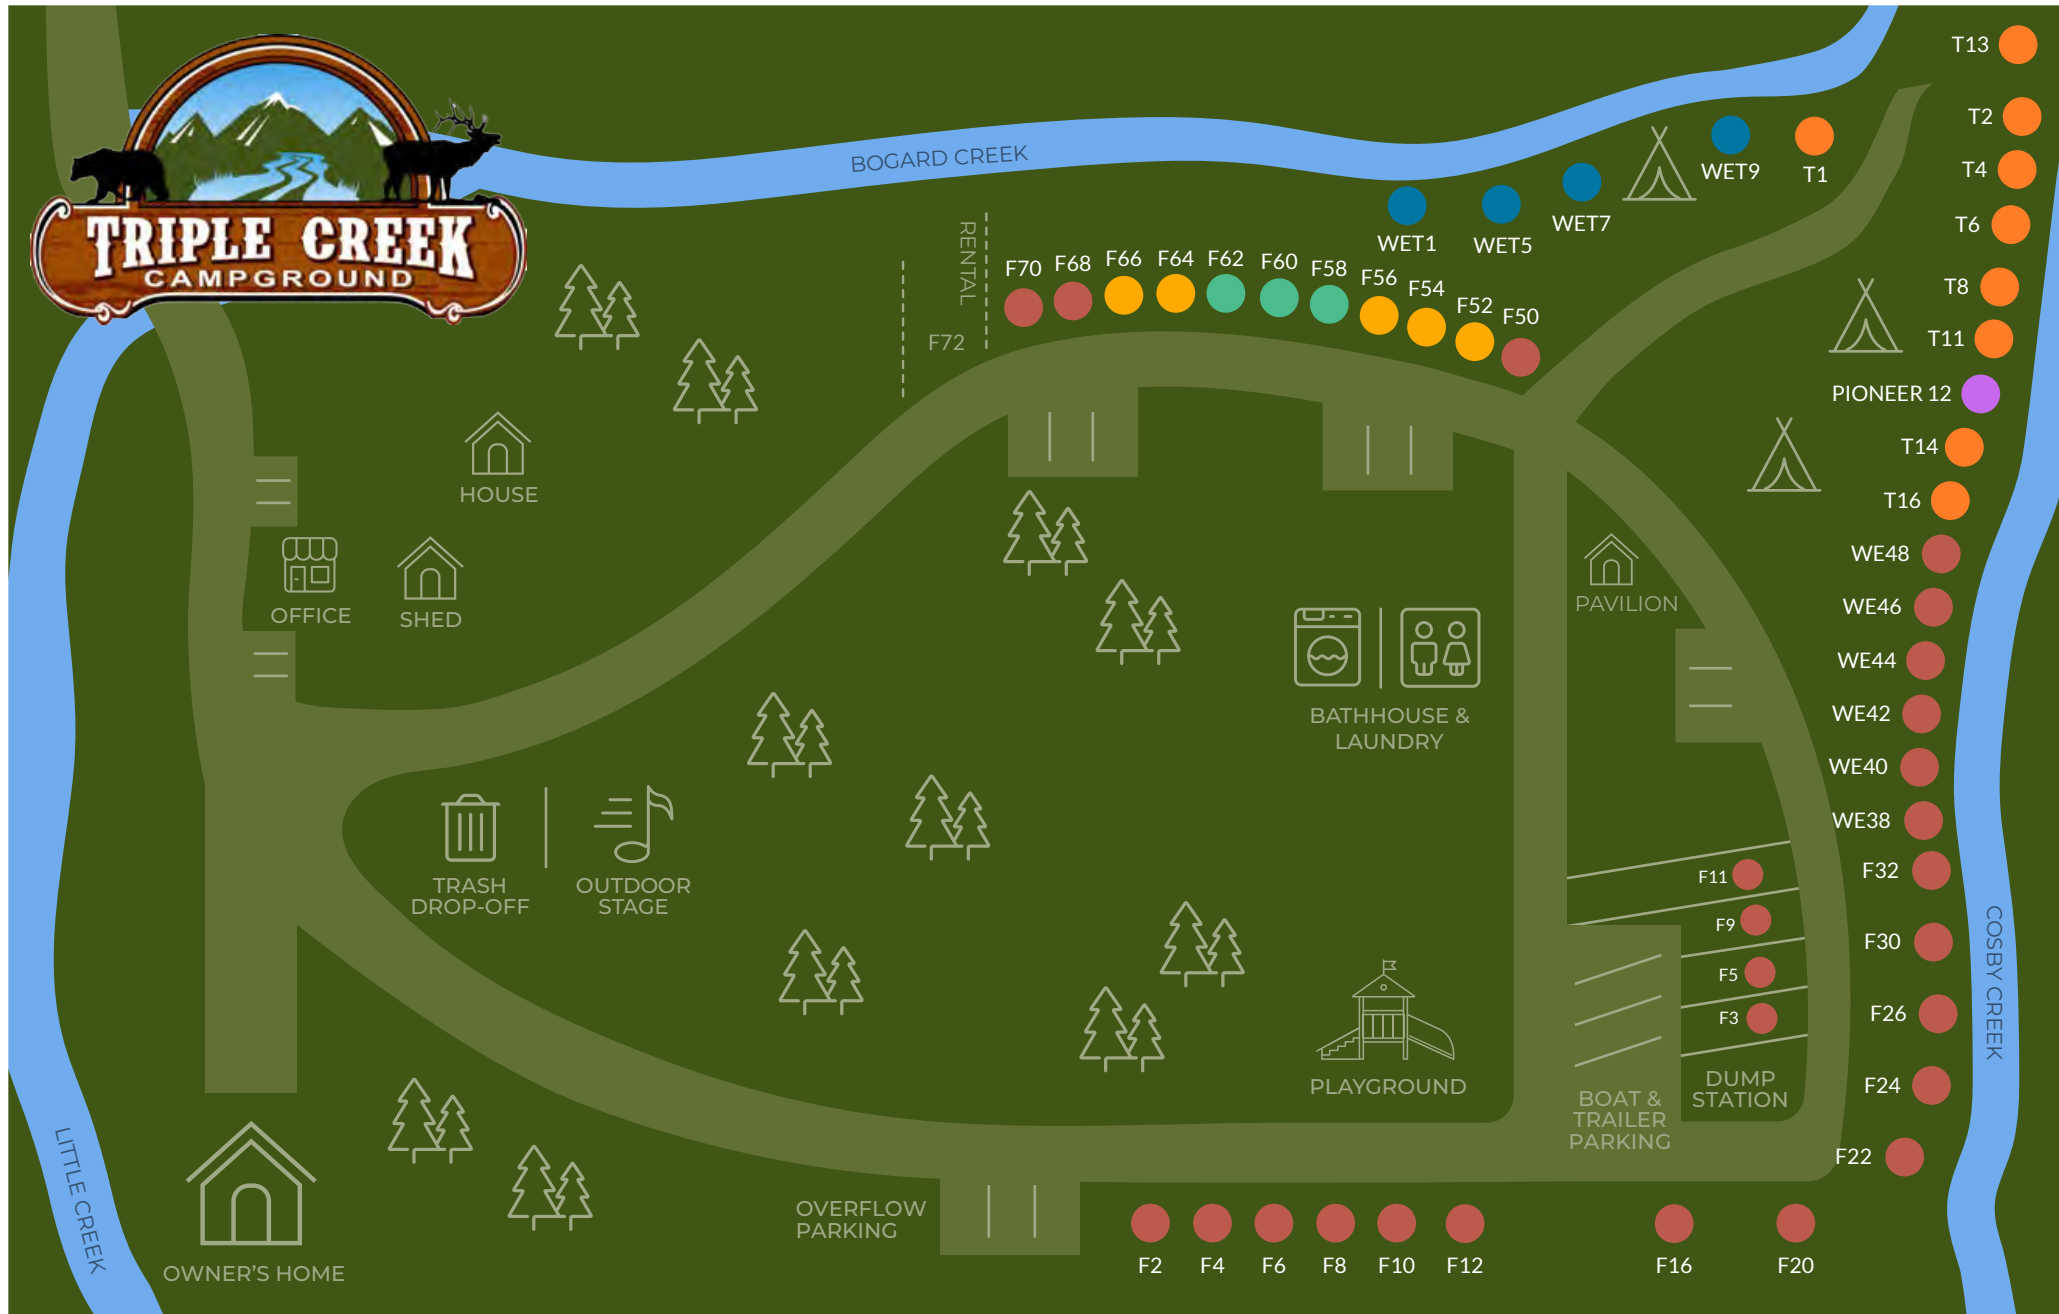 TRIPLE CREEK
CAMPGROUND
BOGARD CREEK
T13
T2
T4
T6
T8
T11
PIONEER 12
T14
T16
WET9
T1
WET7
WET5
WET1
RENTAL
F72
F70
F68
F66
F64
F62
F60
F58
F56
F54
F52
F50
HOUSE
OFFICE
SHED
PAVILION
BATHHOUSE &
LAUNDRY
WE48
WE46
WE44
WE42
WE40
WE38
F32
F30
F26
F24
F22
F11
F9
F5
F3
COSBY CREEK
TRASH
DROP-OFF
OUTDOOR
STAGE
PLAYGROUND
BOAT &
TRAILER
PARKING
DUMP
STATION
LITTLE CREEK
OWNER'S HOME
OVERFLOW
PARKING
F2
F4
F6
F8
F10
F12
F16
F20